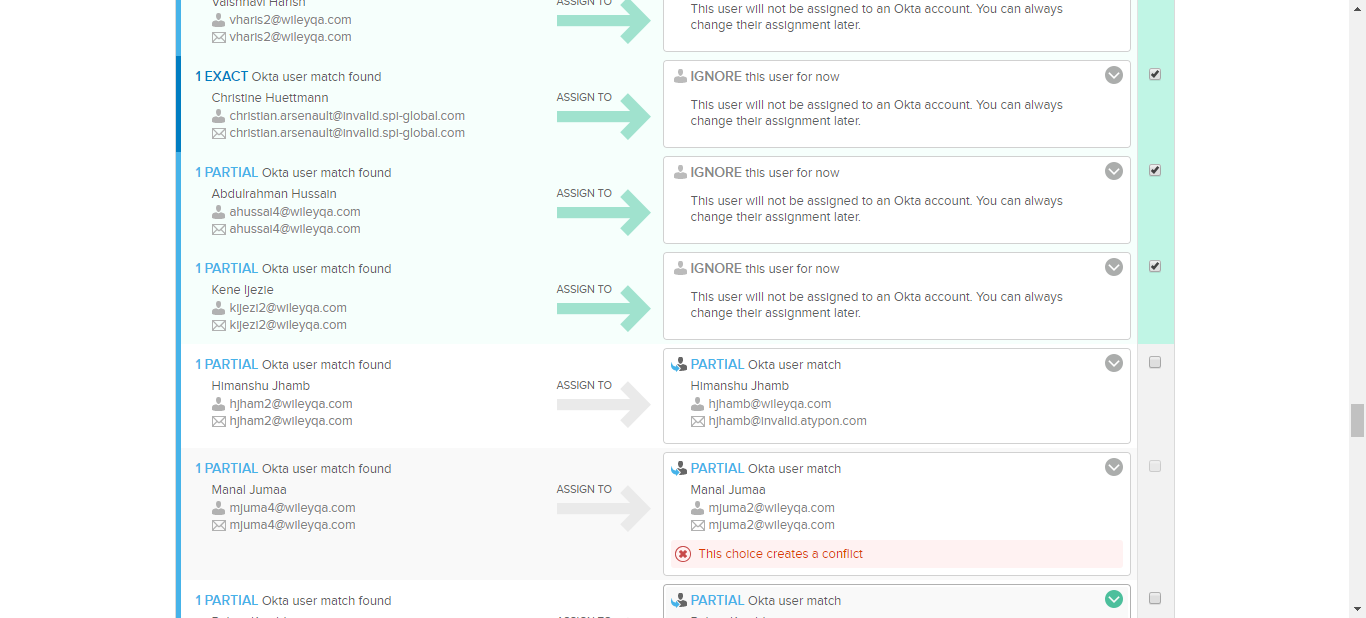 Vaishnavi Harish
vharis2@wileyqa.com
vharis2@wileyqa.com
ASSIGN TO
This user will not be assigned to an Okta account. You can always
change their assignment later.
1 EXACT Okta user match found
Christine Huettmann
christian.arsenault@invalid.spi-global.com
christian.arsenault@invalid.spi-global.com
ASSIGN TO
IGNORE this user for now
This user will not be assigned to an Okta account. You can always
change their assignment later.
1 PARTIAL Okta user match found
Abdulrahman Hussain
ahussai4@wileyqa.com
ahussai4@wileyqa.com
ASSIGN TO
IGNORE this user for now
This user will not be assigned to an Okta account. You can always
change their assignment later.
1 PARTIAL Okta user match found
Kene Ijezie
kijezi2@wileyqa.com
kijezi2@wileyqa.com
ASSIGN TO
IGNORE this user for now
This user will not be assigned to an Okta account. You can always
change their assignment later.
1 PARTIAL Okta user match found
Himanshu Jhamb
hjham2@wileyqa.com
hjham2@wileyqa.com
ASSIGN TO
PARTIAL Okta user match
Himanshu Jhamb
hjhamb@wileyqa.com
hjhamb@invalid.atypon.com
1 PARTIAL Okta user match found
Manal Jumaa
mjuma4@wileyqa.com
mjuma4@wileyqa.com
ASSIGN TO
PARTIAL Okta user match
Manal Jumaa
mjuma2@wileyqa.com
mjuma2@wileyqa.com
This choice creates a conflict
1 PARTIAL Okta user match found
PARTIAL Okta user match